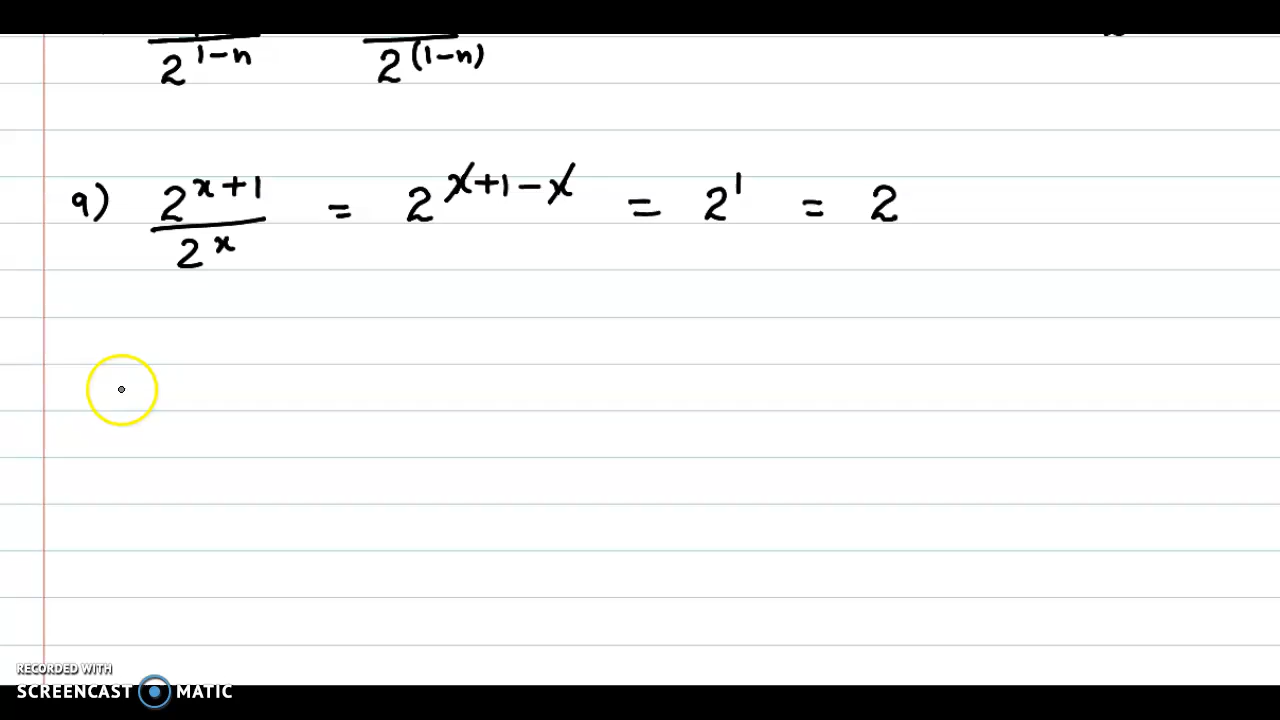 2^(1-n) 2^((1-n))
9) 2^(x+1)/2^x = 2^(x+1-x) = 2^1 = 2
RECORDED WITH
SCREENCAST MATIC